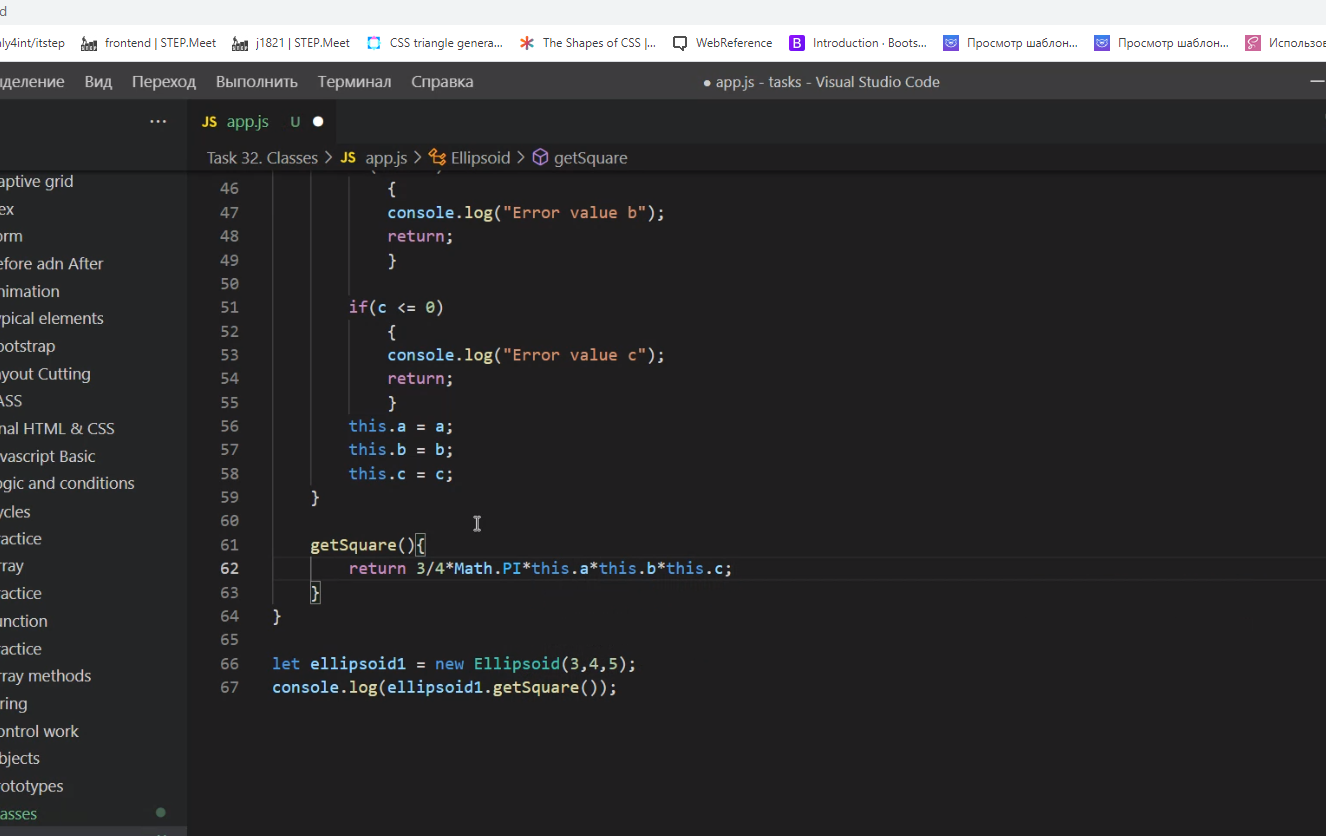 d
nly4int/itstep frontend | STEP.Meet j1821 | STEP.Meet CSS triangle genera... The Shapes of CSS |... WebReference B Introduction · Boots... Просмотр шаблон... Просмотр шаблон... Использов
деление Вид Переход Выполнить Терминал Справка ● app.js - tasks - Visual Studio Code
... JS app.js U ●
Task 32. Classes > JS app.js > Ellipsoid > getSquare
aptive grid
ex
orm
efore adn After
nimation
ypical elements
ootstrap
ayout Cutting
ASS
nal HTML & CSS
vascript Basic
ogic and conditions
ycles
actice
rray
actice
unction
actice
rray methods
ring
ontrol work
bjects
rototypes
asses
46 {
47 console.log("Error value b");
48 return;
49 }
50
51 if(c <= 0)
52 {
53 console.log("Error value c");
54 return;
55 }
56 this.a = a;
57 this.b = b;
58 this.c = c;
59 }
60
61 getSquare(){
62 return 3/4*Math.PI*this.a*this.b*this.c;
63 }
64 }
65
66 let ellipsoid1 = new Ellipsoid(3,4,5);
67 console.log(ellipsoid1.getSquare());